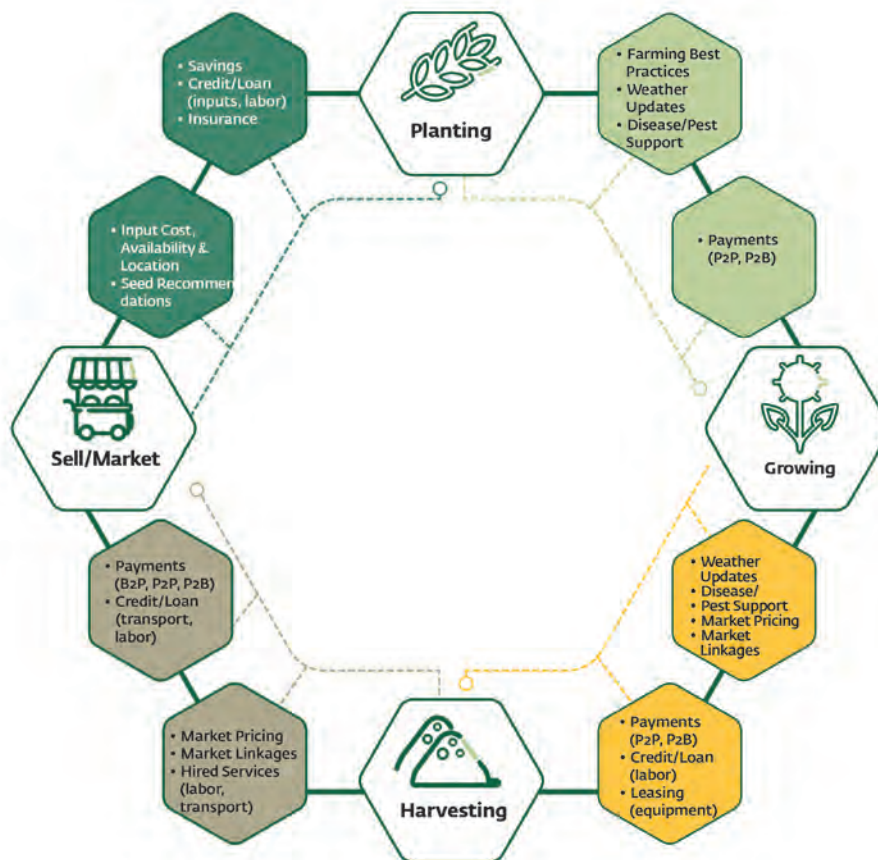 • Savings
• Credit/Loan
(inputs, labor)
• Insurance
Planting
• Farming Best
Practices
• Weather
Updates
• Disease/Pest
Support
• Input Cost,
Availability &
Location
• Seed Recommen
dations
• Payments
(P2P, P2B)
Sell/Market
Growing
• Payments
(B2P, P2P, P2B)
• Credit/Loan
(transport,
labor)
• Weather
Updates
• Disease/
• Pest Support
• Market Pricing
• Market
Linkages
• Market Pricing
• Market Linkages
• Hired Services
(labor,
transport)
Harvesting
• Payments
(P2P, P2B)
• Credit/Loan
(labor)
• Leasing
(equipment)